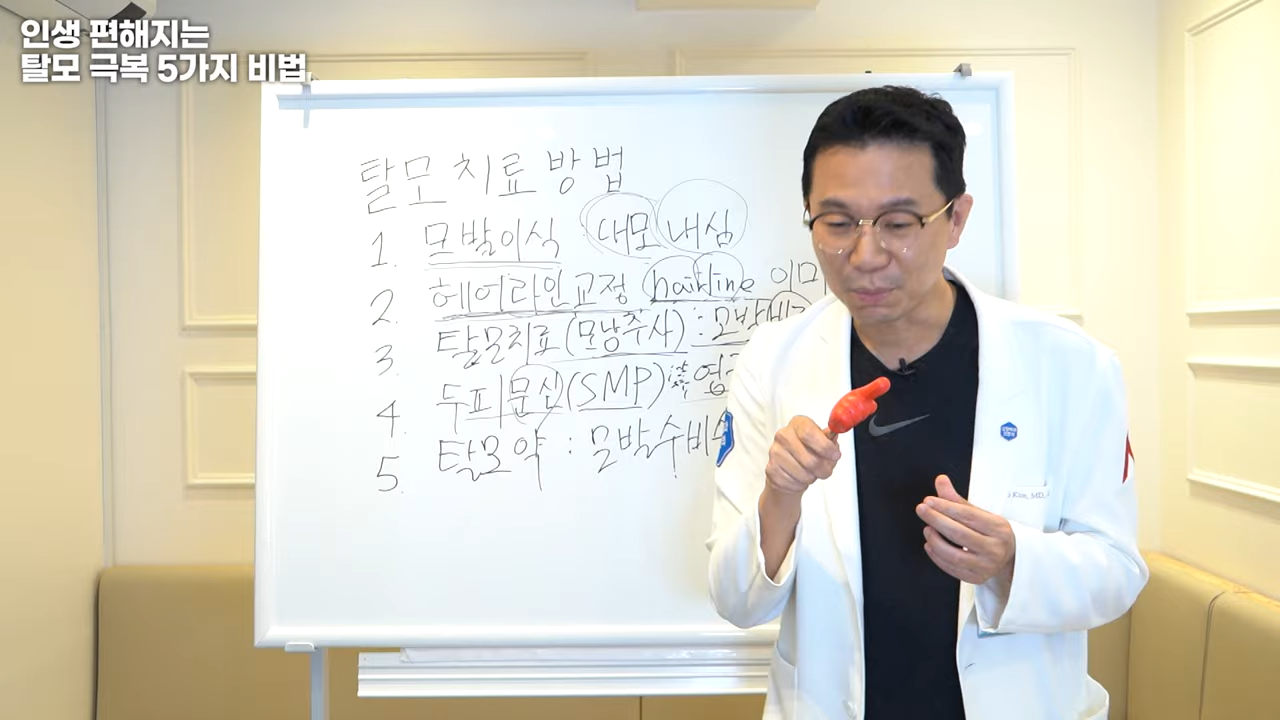 인생 편해지는
탈모 극복 5가지 비법
탈모 치료 방법
1. 모발이식 대모 내심
2. 헤어라인교정 hairline 이마
3. 탈모치료(모낭주사): 모발
4. 두피문신(SMP)
5. 탈모약 : 모발수비